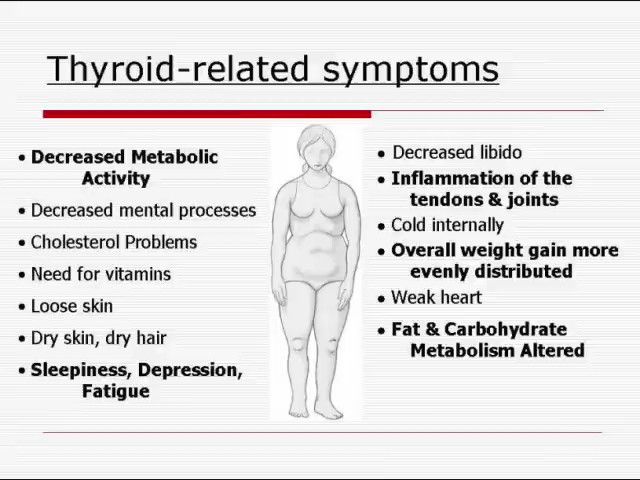 Thyroid-related symptoms
• Decreased Metabolic
Activity
• Decreased mental processes
• Cholesterol Problems
• Need for vitamins
• Loose skin
• Dry skin, dry hair
• Sleepiness, Depression,
Fatigue
• Decreased libido
• Inflammation of the
tendons & joints
• Cold internally
• Overall weight gain more
evenly distributed
• Weak heart
• Fat & Carbohydrate
Metabolism Altered